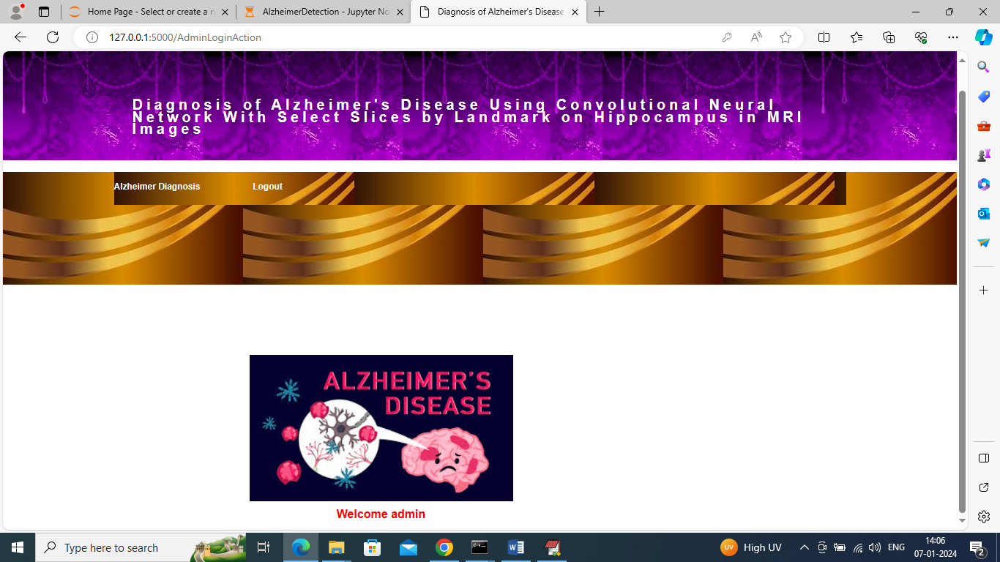 Home Page - Select or create a n
AlzheimerDetection - Jupyter No
Diagnosis of Alzheimer's Disease
127.0.0.1:5000/AdminLoginAction
Diagnosis of Alzheimer's Disease Using Convolutional Neural
Network With Select Slices by Landmark on Hippocampus in MRI
Images
Alzheimer Diagnosis
Logout
ALZHEIMER'S
DISEASE
Welcome admin
Type here to search
UV
High UV
ENG
14:06
07-01-2024
2